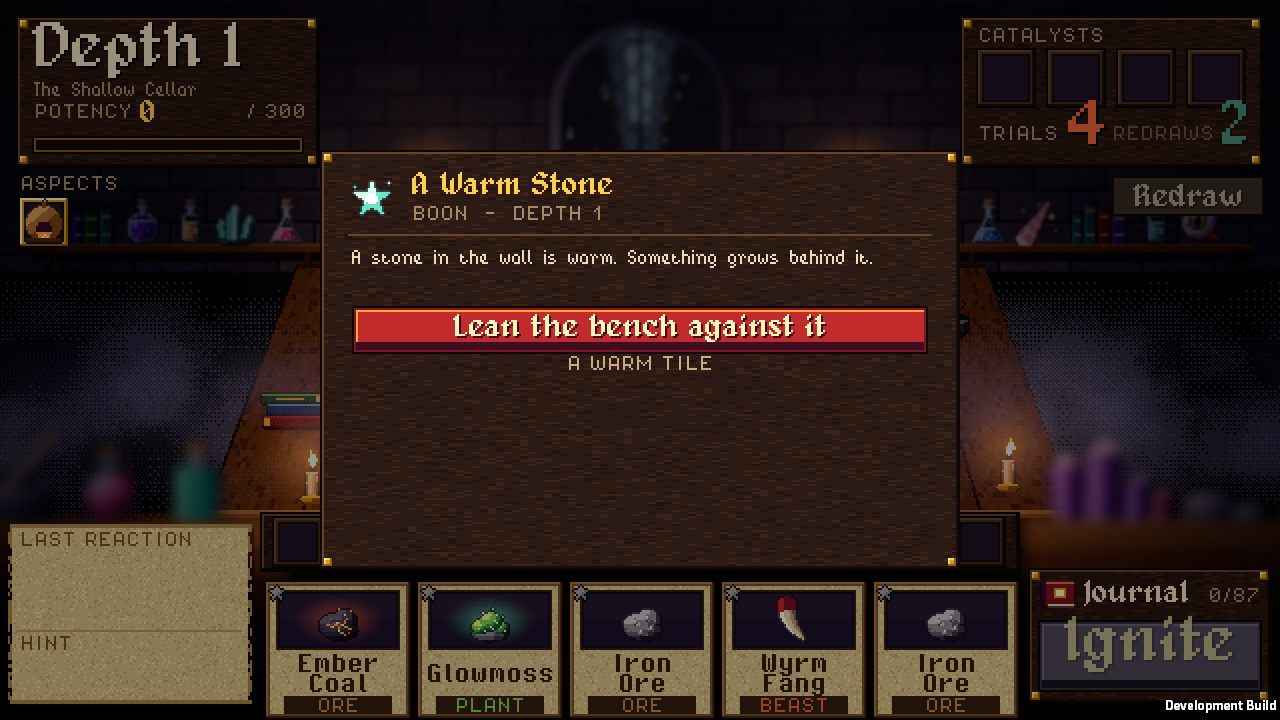 Depth 1
The Shallow Cellar
POTENCY 0 / 300
ASPECTS
CATALYSTS
TRIALS 4 REDRAWS 2
Redraw
A Warm Stone
BOON - DEPTH 1
A stone in the wall is warm. Something grows behind it.
Lean the bench against it
A WARM TILE
LAST REACTION
HINT
Ember
Coal
ORE
Glowmoss
PLANT
Iron
Ore
ORE
Wyrm
Fang
BEAST
Iron
Ore
ORE
Journal 0/87
Ignite
Development Build